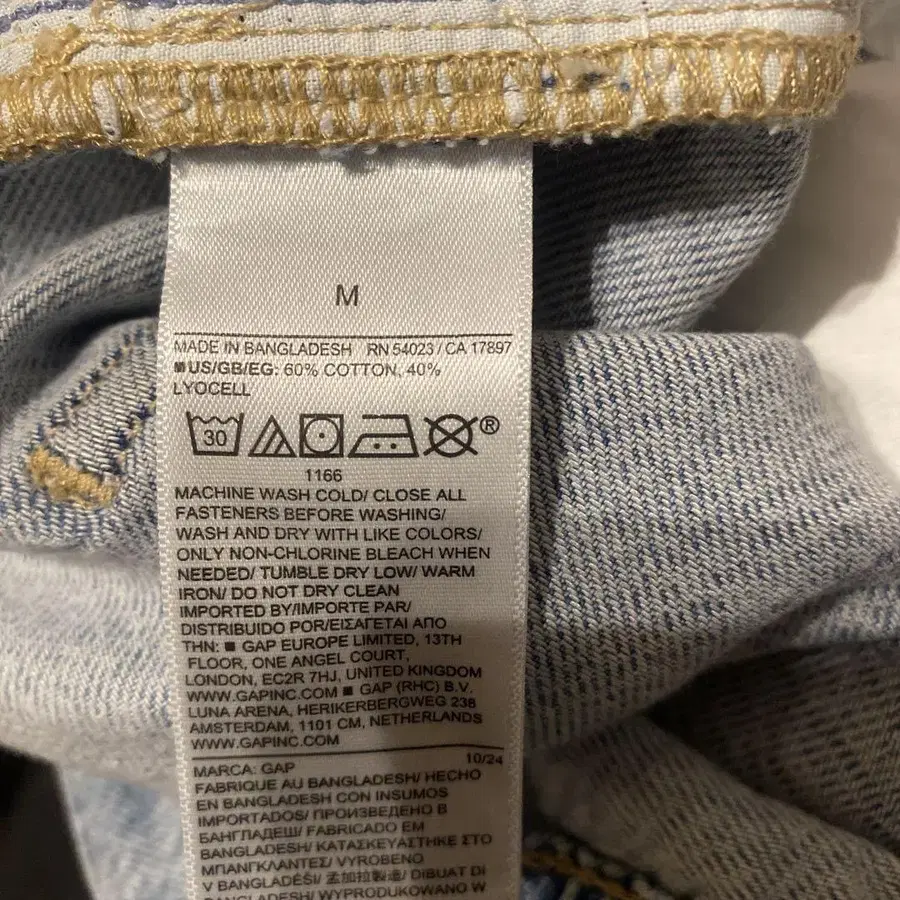 M
MADE IN BANGLADESH RN 54023 / CA 17897
■ US/GB/EG: 60% COTTON, 40%
LYOCELL
30
®
1166
MACHINE WASH COLD/ CLOSE ALL
FASTENERS BEFORE WASHING/
WASH AND DRY WITH LIKE COLORS/
ONLY NON-CHLORINE BLEACH WHEN
NEEDED/ TUMBLE DRY LOW/ WARM
IRON/ DO NOT DRY CLEAN
IMPORTED BY/IMPORTE PAR/
DISTRIBUIDO POR/ΕΙΣΑΓΕΤΑΙ ΑΠΟ
ΤΗΝ: ■ GAP EUROPE LIMITED, 13TH
FLOOR, ONE ANGEL COURT,
LONDON, EC2R 7HJ, UNITED KINGDOM
WWW.GAPINC.COM ■ GAP (RHC) B.V.
LUNA ARENA, HERIKERBERGWEG 238
AMSTERDAM, 1101 CM, NETHERLANDS
WWW.GAPINC.COM
10/24
MARCA: GAP
FABRIQUE AU BANGLADESH/ HECHO
EN BANGLADESH CON INSUMOS
IMPORTADOS/ ПРОИЗВЕДЕНО В
БАНГЛАДЕШ/ FABRICADO EM
BANGLADESH/ ΚΑΤΑΣΚΕΥΑΣΤΗΚΕ ΣΤΟ
ΜΠΑΝΓΚΛΑΝΤΕΣ/ VYROBENO
V BANGLADÉŠI/ 孟加拉製造/ DIBUAT DI
BANGLADESH/ WYPRODUKOWANO W